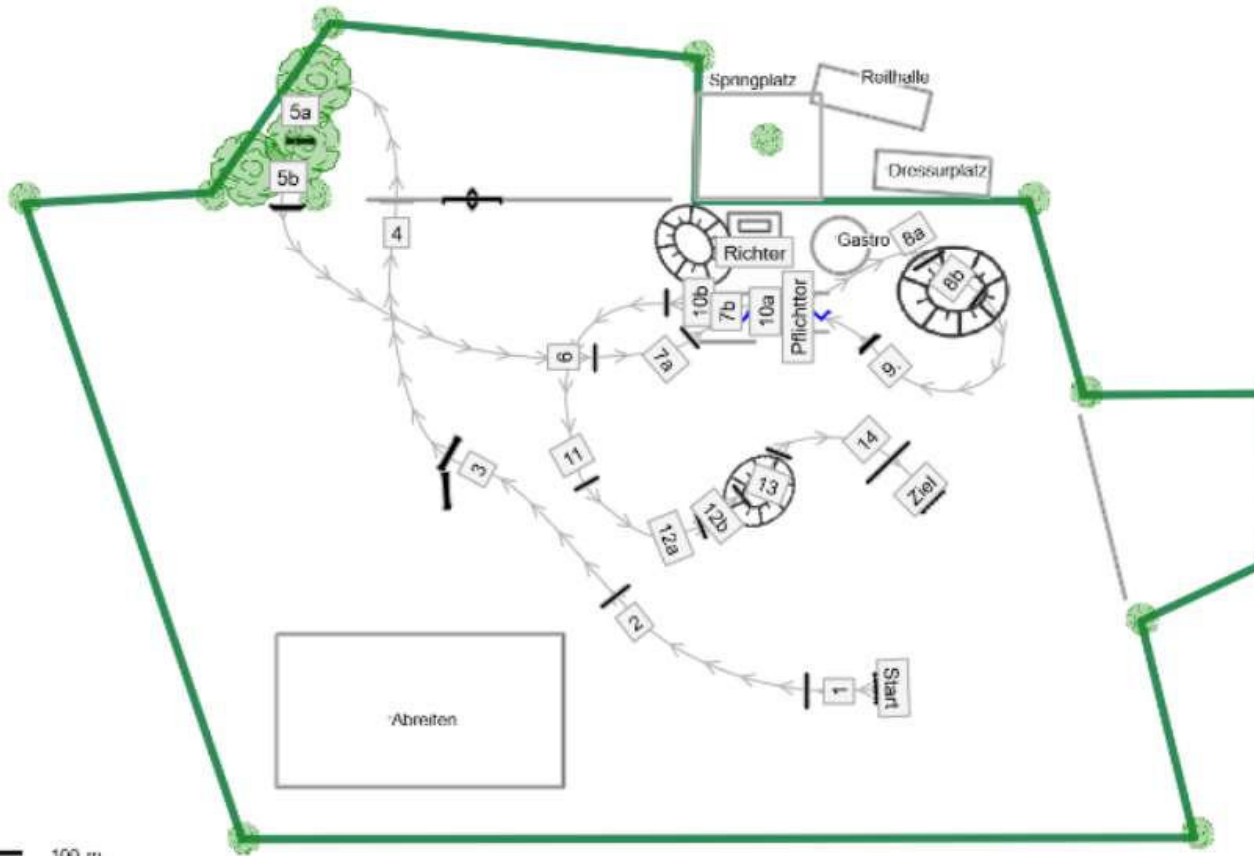 5a
Springplatz
Reithalle
5b
Dressurplatz
4
Richter
Gastro
8a
8b
10b
7b
10a
Pflichttor
6
7a
9.
3
11
14
13
Ziel
12b
12a
2
1
Start
Abreiten
100 m